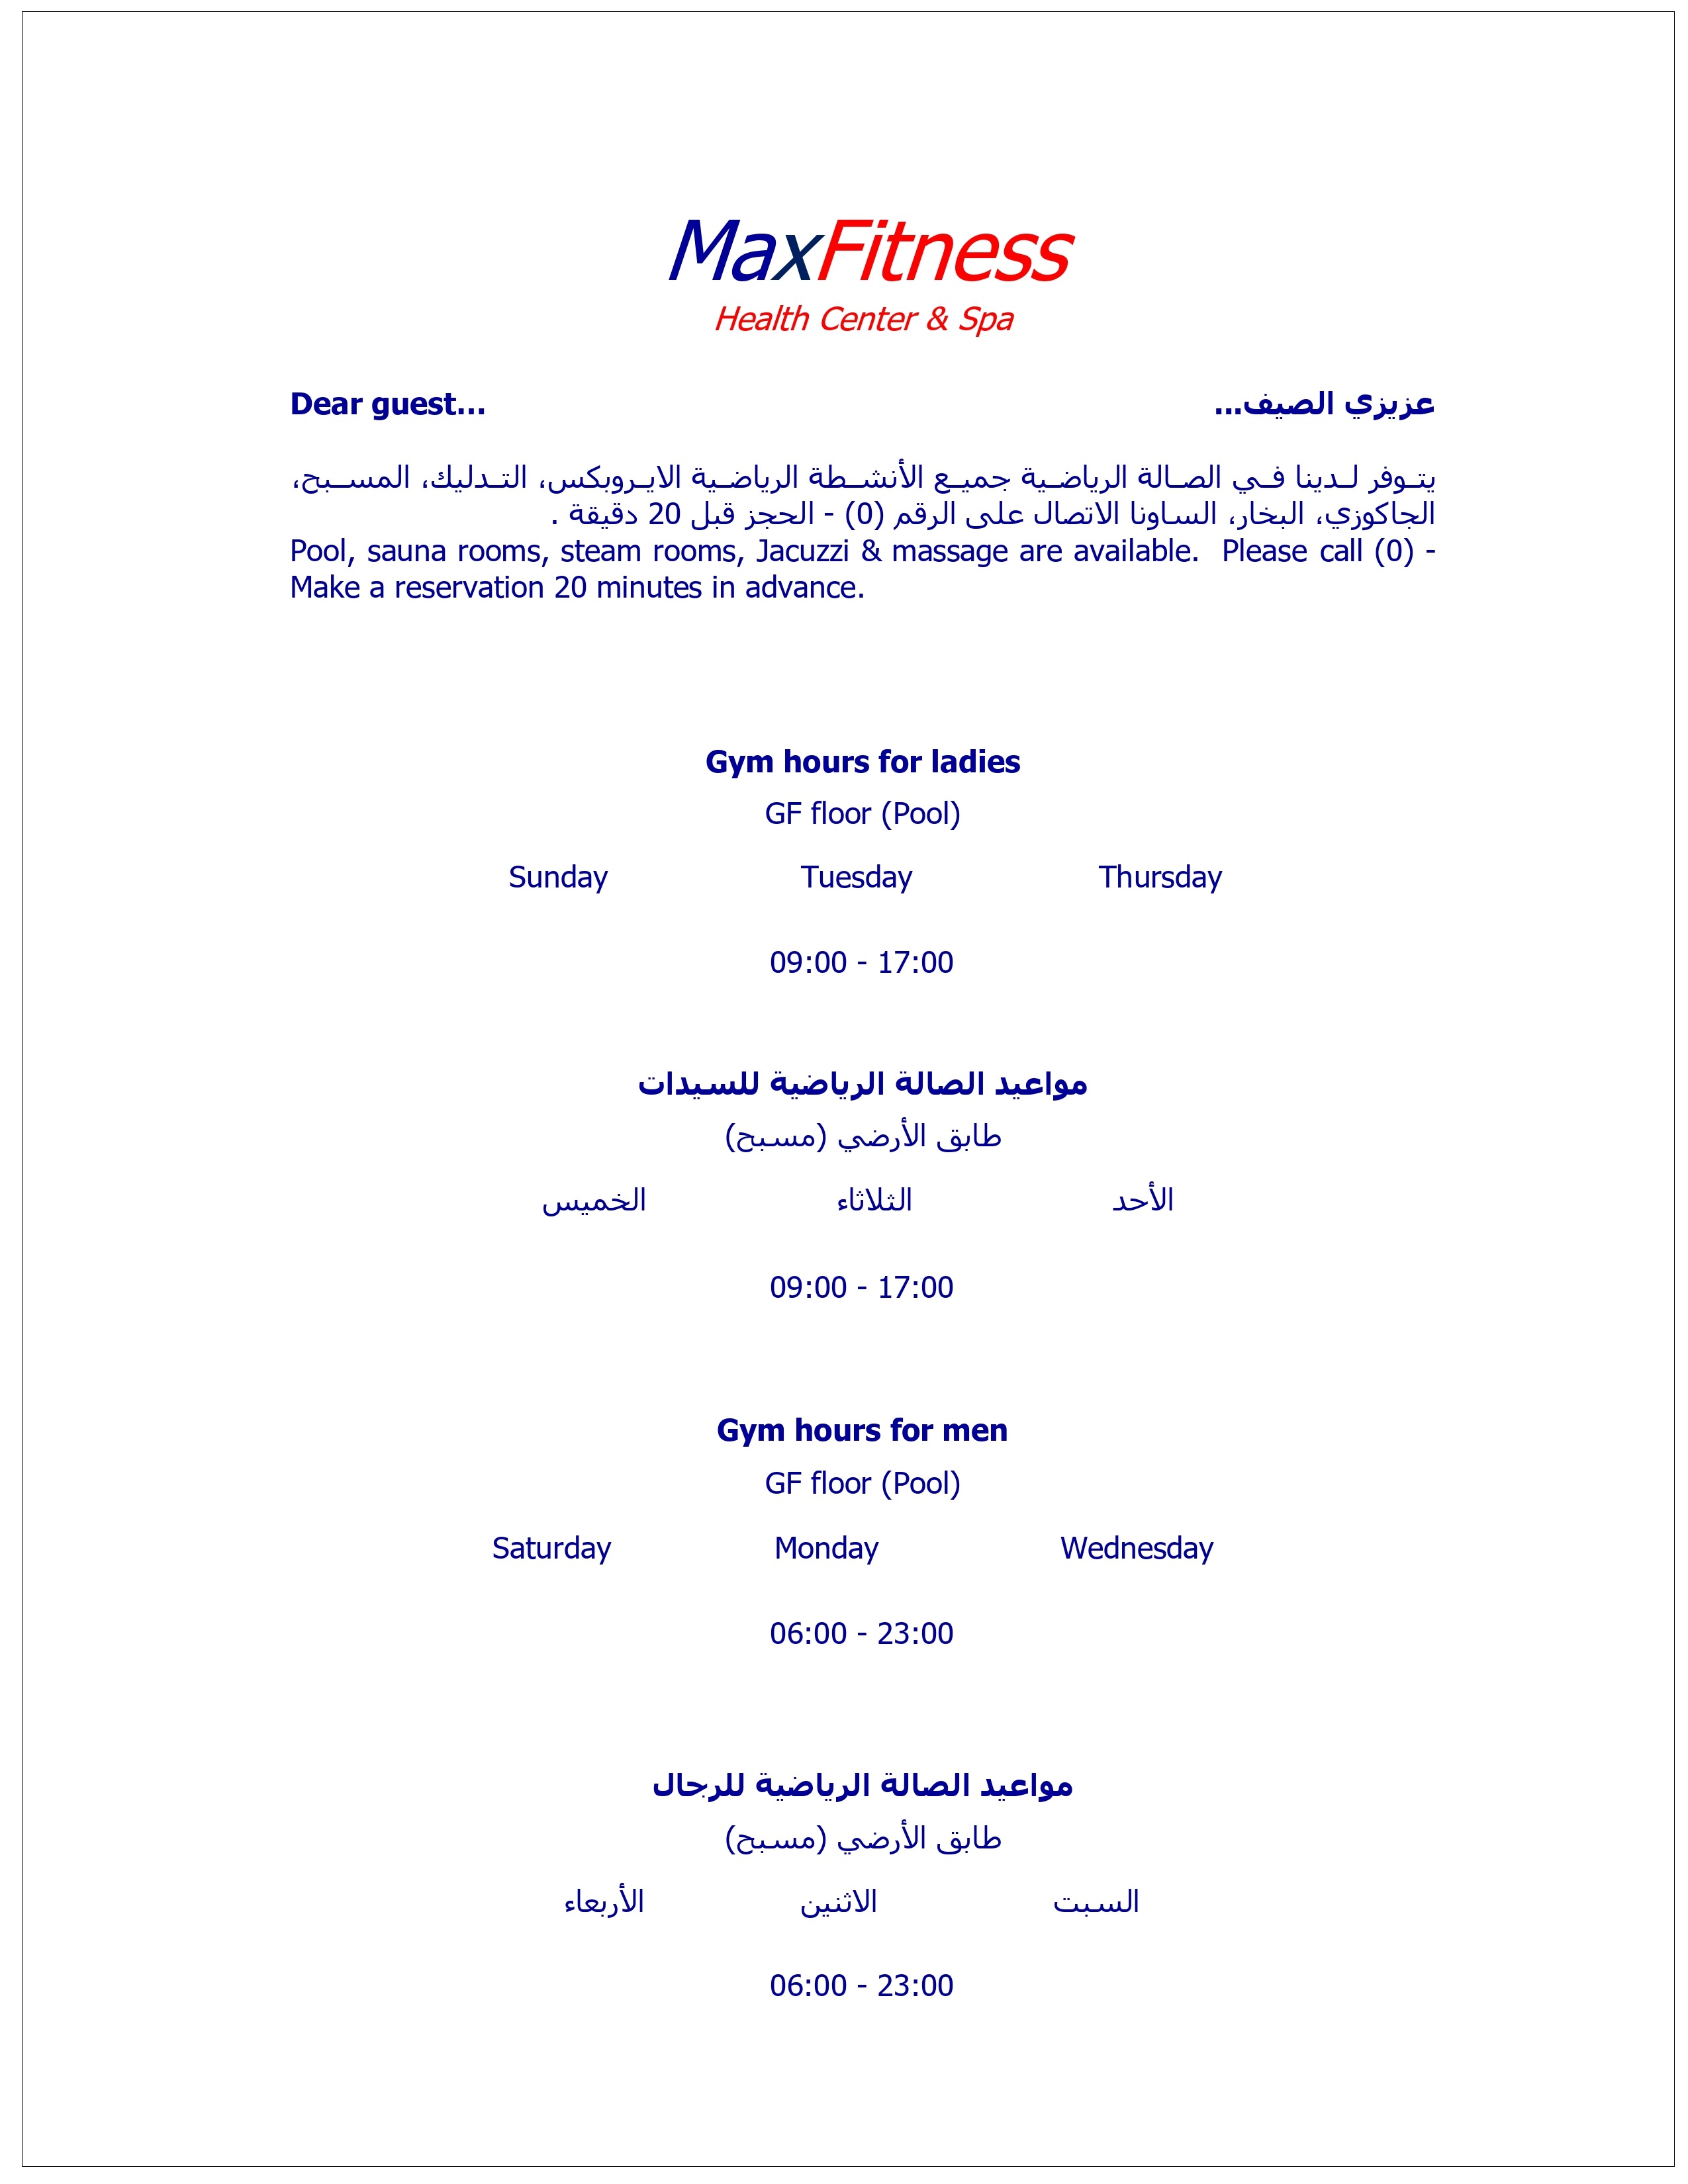 MaxFitness
Health Center & Spa
Dear guest...
عزيزي الصيف...
يتوفر لدينا في الصالة الرياضية جميع الأنشطة الرياضية الايروبكس، التدليك، المسبح،
الجاكوزي، البخار، الساونا الاتصال على الرقم (0) - الحجز قبل 20 دقيقة .
Pool, sauna rooms, steam rooms, Jacuzzi & massage are available. Please call (0) -
Make a reservation 20 minutes in advance.
Gym hours for ladies
GF floor (Pool)
Sunday Tuesday Thursday
09:00 - 17:00
مواعيد الصالة الرياضية للسيدات
طابق الأرضي (مسبح)
الأحد الثلاثاء الخميس
09:00 - 17:00
Gym hours for men
GF floor (Pool)
Saturday Monday Wednesday
06:00 - 23:00
مواعيد الصالة الرياضية للرجال
طابق الأرضي (مسبح)
السبت الاثنين الأربعاء
06:00 - 23:00